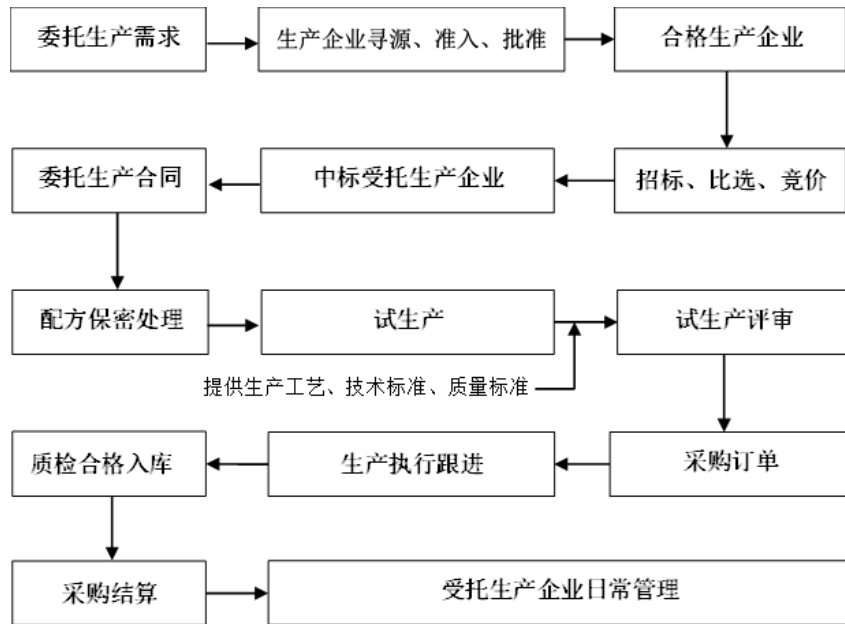 委托生产需求
生产企业寻源、准入、批准
合格生产企业
委托生产合同
中标受托生产企业
招标、比选、竞价
配方保密处理
试生产
试生产评审
提供生产工艺、技术标准、质量标准
质检合格入库
生产执行跟进
采购订单
采购结算
受托生产企业日常管理